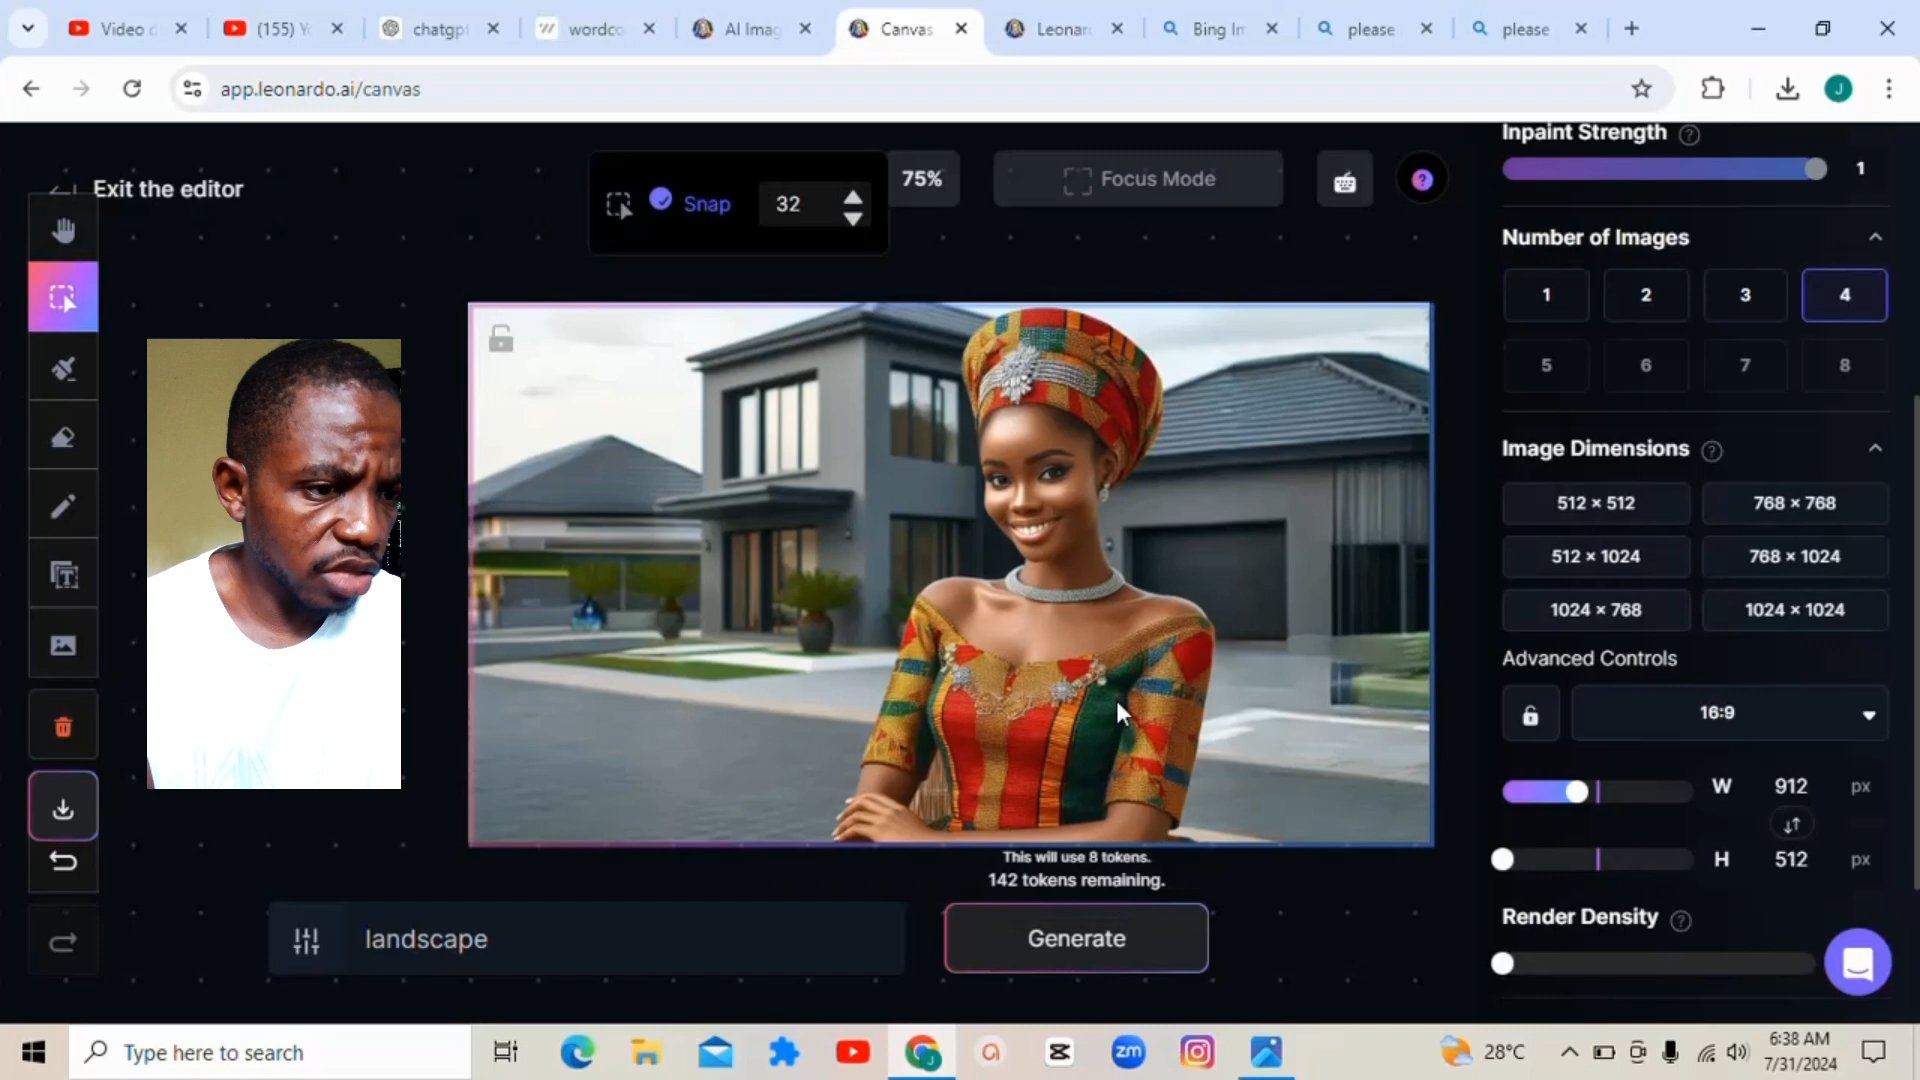 Video
(155) Y
chatgpt
wordco
AI Imag
Canvas
Leonar
Bing Im
please
please
app.leonardo.ai/canvas
Exit the editor
Snap
32
75%
Focus Mode
?
Inpaint Strength ?
1
Number of Images
1 2 3 4
5 6 7 8
Image Dimensions ?
512 × 512 768 × 768
512 × 1024 768 × 1024
1024 × 768 1024 × 1024
Advanced Controls
16:9
W 912 px
H 512 px
Render Density ?
This will use 8 tokens.
142 tokens remaining.
landscape
Generate
Type here to search
zm
28°C
6:38 AM
7/31/2024
J